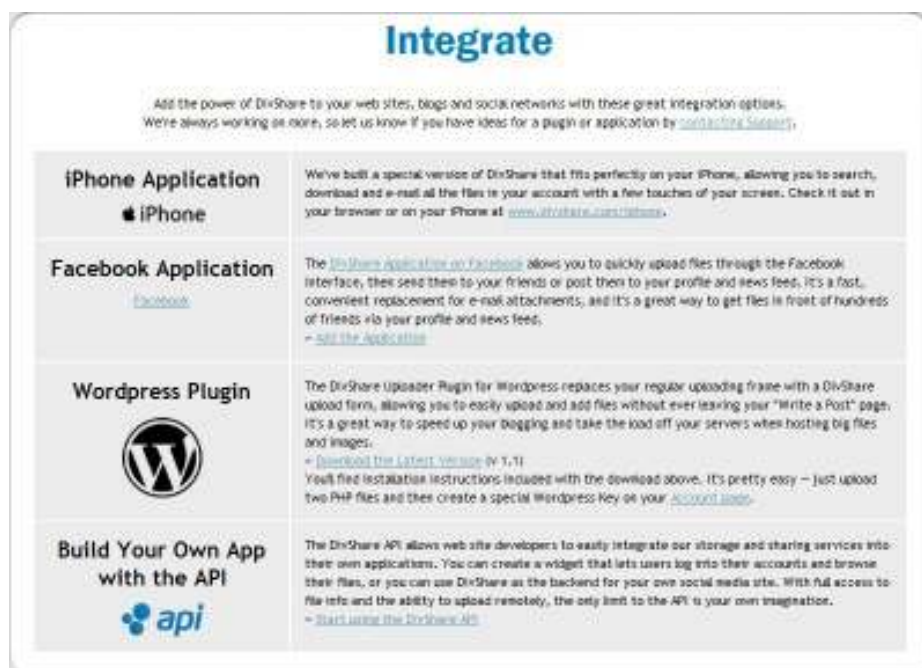 Integrate
Add the power of DivShare to your web sites, blogs and social networks with these great integration options.
We're always working on more, so let us know if you have ideas for a plugin or application by contacting Support.
iPhone Application
iPhone
We've built a special version of DivShare that fits perfectly on your iPhone, allowing you to search,
download and e-mail all the files in your account with a few touches of your screen. Check it out in
your browser or on your iPhone at www.divshare.com/iphone.
Facebook Application
Facebook
The DivShare Application on Facebook allows you to quickly upload files through the Facebook
interface, then send them to your friends or post them to your profile and news feed. It's a fast,
convenient replacement for e-mail attachments, and it's a great way to get files in front of hundreds
of friends via your profile and news feed.
» Add the Application
Wordpress Plugin
The DivShare Uploader Plugin for Wordpress replaces your regular uploading frame with a DivShare
upload form, allowing you to easily upload and add files without ever leaving your "Write a Post" page.
It's a great way to speed up your blogging and take the load off your servers when hosting big files
and images.
» Download the Latest Version (v 1.1)
You'll find installation instructions included with the download above. It's pretty easy — just upload
two PHP files and then create a special Wordpress Key on your Account page.
Build Your Own App
with the API
api
The DivShare API allows web site developers to easily integrate our storage and sharing services into
their own applications. You can create a widget that lets users log into their accounts and browse
their files, or you can use DivShare as the backend for your own social media site. With full access to
file info and the ability to upload remotely, the only limit to the API is your own imagination.
» Start using the DivShare API